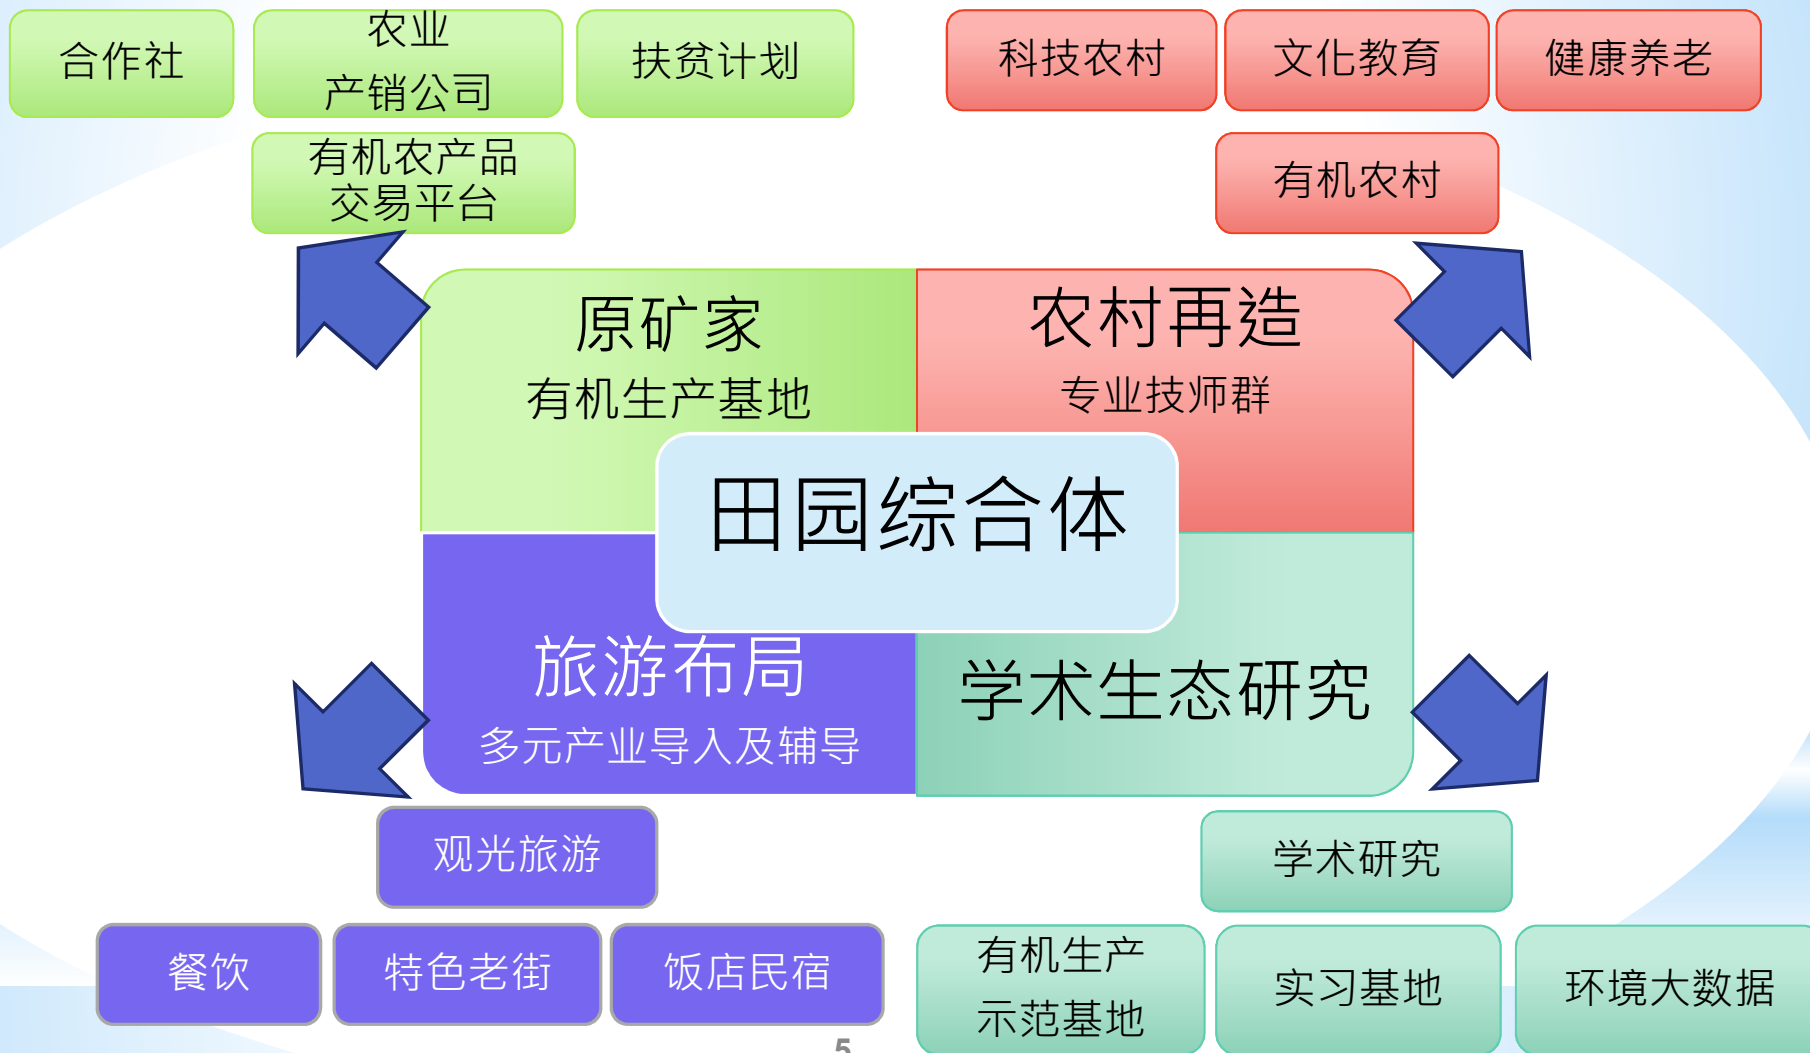 合作社
农业
产销公司
扶贫计划
科技农村
文化教育
健康养老
有机农产品
交易平台
有机农村
原矿家
有机生产基地
农村再造
专业技师群
田园综合体
旅游布局
多元产业导入及辅导
学术生态研究
观光旅游
学术研究
餐饮
特色老街
饭店民宿
有机生产
示范基地
实习基地
环境大数据
5